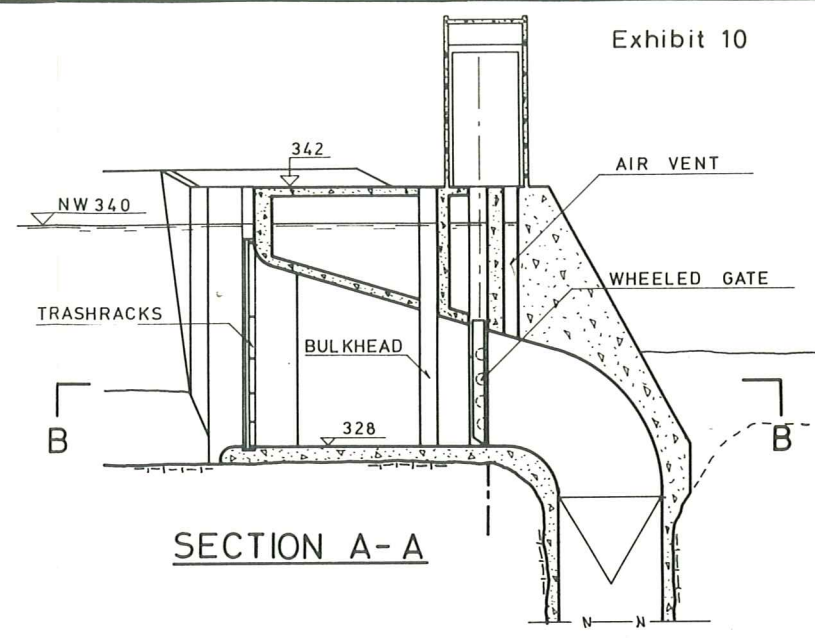 Exhibit 10
342
AIR VENT
NW 340
WHEELED GATE
TRASHRACKS
BULKHEAD
328
B
B
SECTION A-A
N N